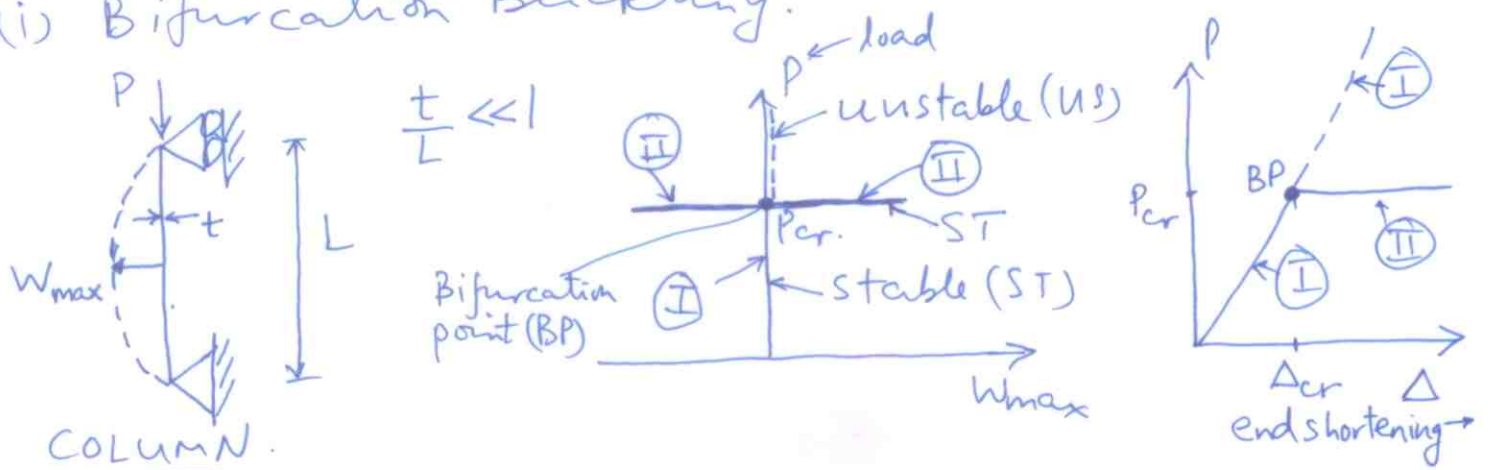 (i) Bifurcation Buckling.
P
t/L <<1
t
L
Wmax
COLUMN.
P ← load
unstable (US)
II
II
Pcr.
ST
Bifurcation
point (BP)
I
stable (ST)
Wmax
P
I
BP
Pcr
II
I
Δcr
Δ
end shortening →